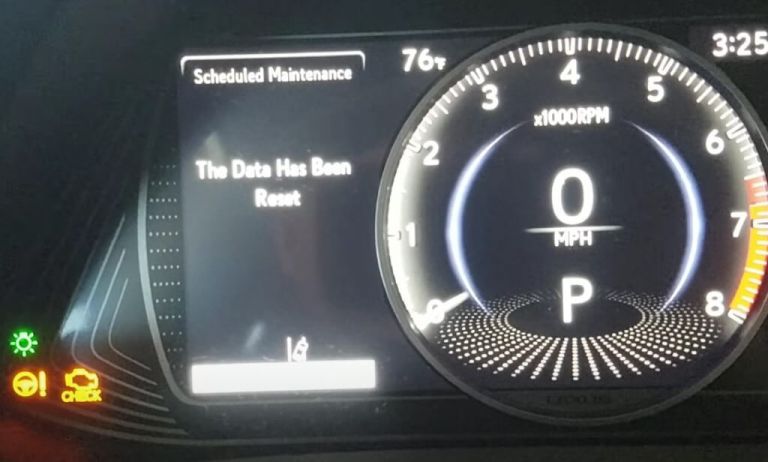 Scheduled Maintenance
76°F
3:25
The Data Has Been
Reset
0
1
2
3
4
5
6
7
8
x1000RPM
0
MPH
P
!
CHECK